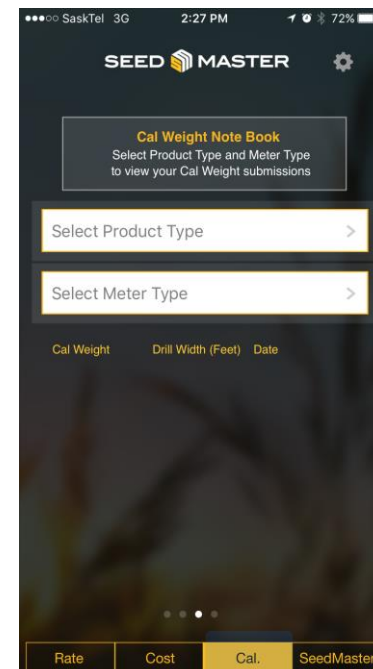 SaskTel 3G 2:27 PM 72%
SEED MASTER
Cal Weight Note Book
Select Product Type and Meter Type
to view your Cal Weight submissions
Select Product Type
Select Meter Type
Cal Weight Drill Width (Feet) Date
Rate Cost Cal. SeedMaster